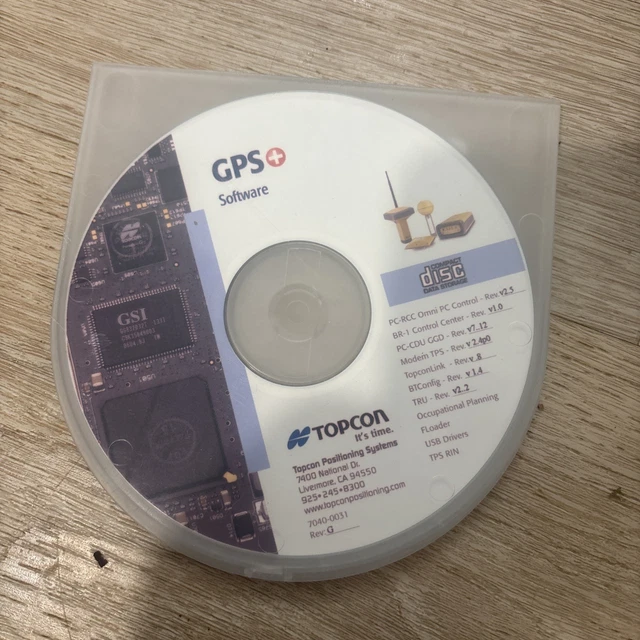 GPS+
Software
GSI
COMPACT
disc
DATA STORAGE
PC-RCC Omni PC Control - Rev. v2.3
BR-1 Control Center - Rev. v1.0
PC-CDU GGD - Rev. v7.12
Modem TPS - Rev. v2.4p0
TopconLink - Rev. v.8
BTConfig - Rev. v 1.4
TRU - Rev. v2.2
Occupational Planning
FLoader
USB Drivers
TPS RIN
TOPCON
It's time.
Topcon Positioning Systems
7400 National Dr.
Livermore, CA 94550
925•245•8300
www.topconpositioning.com
7040-0031
Rev G